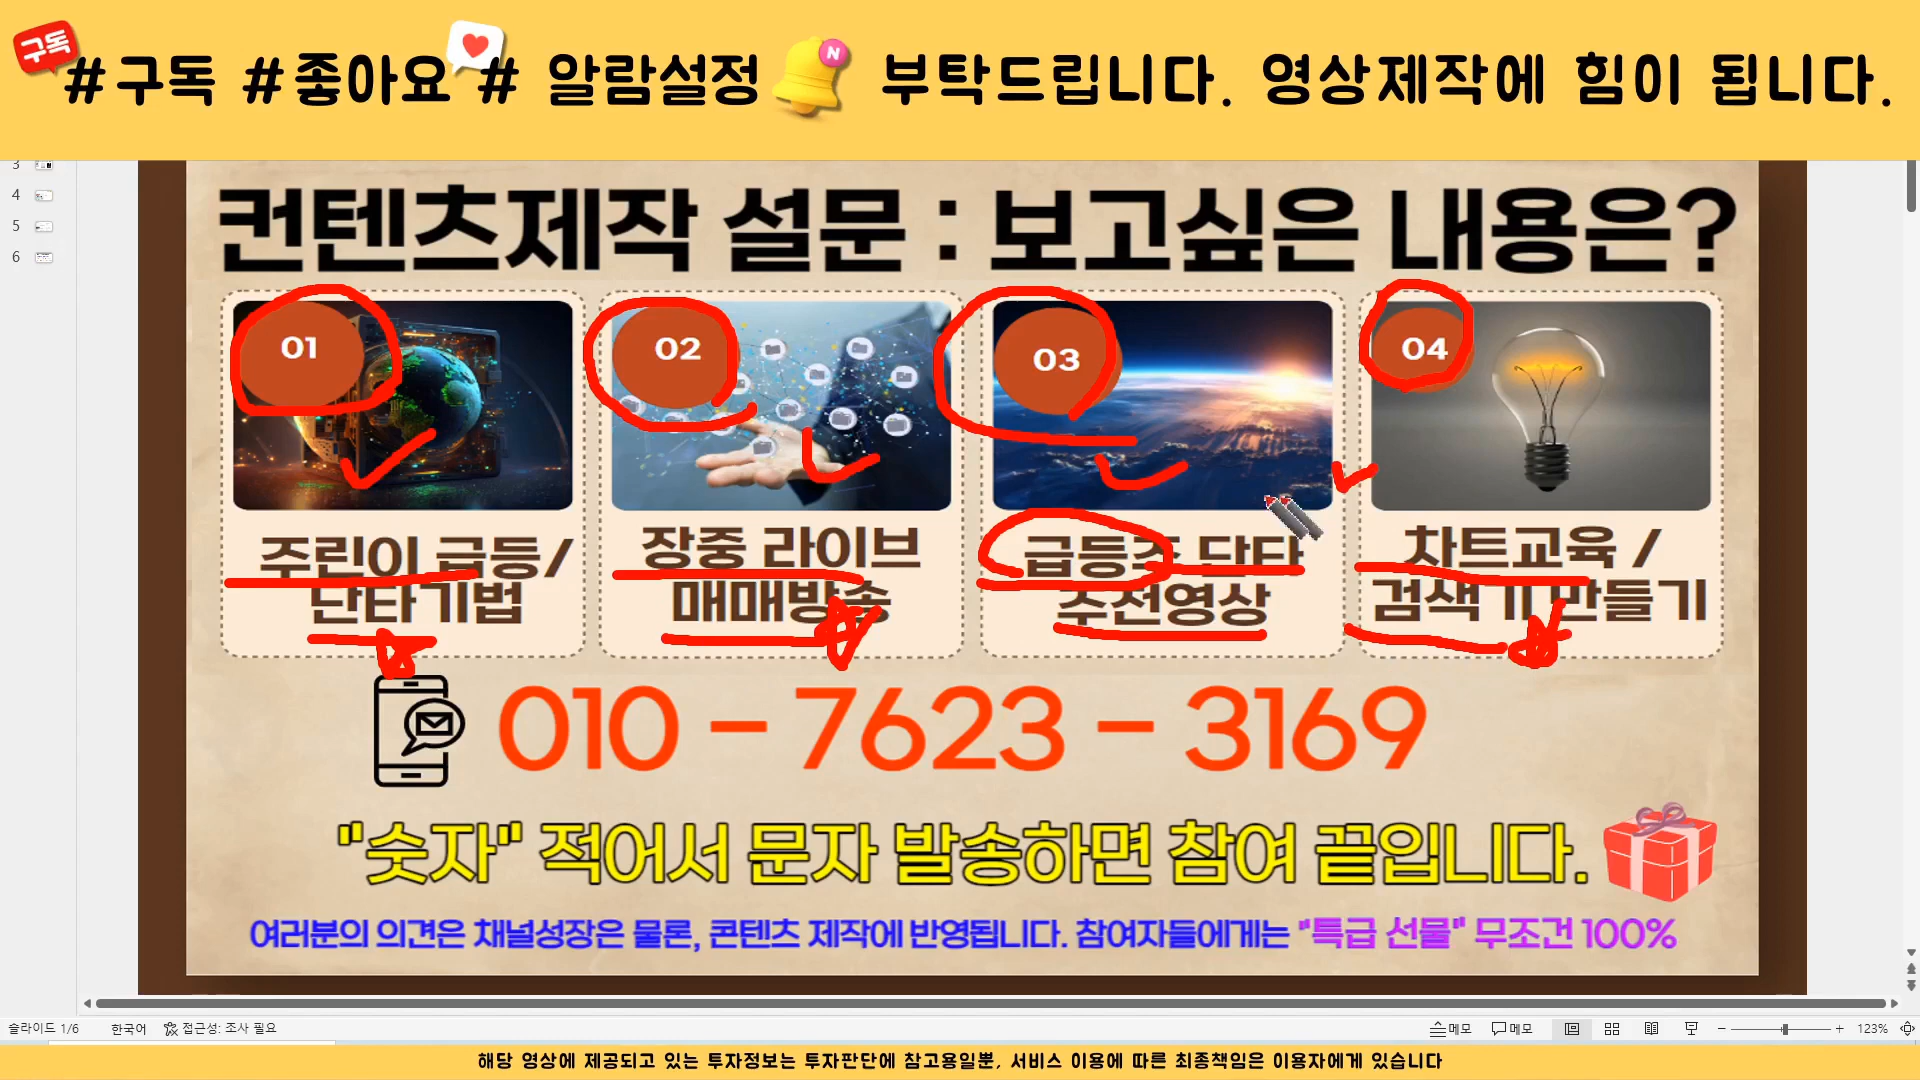 구독
#구독 #좋아요 # 알람설정 N 부탁드립니다. 영상제작에 힘이 됩니다.
3
4
5
6
컨텐츠제작 설문 : 보고싶은 내용은?
01
02
03
04
주린이 급등/
단타기법
장중 라이브
매매방송
급등주 단타
추천영상
차트교육 /
검색기만들기
010 - 7623 - 3169
"숫자" 적어서 문자 발송하면 참여 끝입니다.
여러분의 의견은 채널성장은 물론, 콘텐츠 제작에 반영됩니다. 참여자들에게는 "특급 선물" 무조건 100%
슬라이드 1/6 한국어 접근성: 조사 필요 메모 메모 123%
해당 영상에 제공되고 있는 투자정보는 투자판단에 참고용일뿐, 서비스 이용에 따른 최종책임은 이용자에게 있습니다